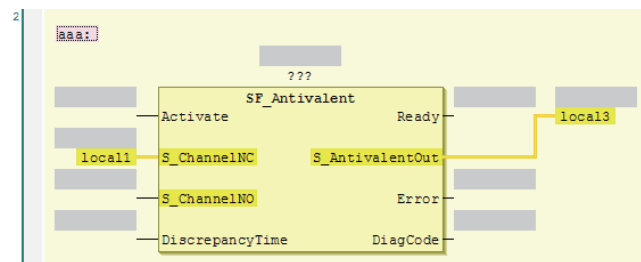 2
aaa:
???
SF_Antivalent
Activate Ready
local3
local1 S_ChannelNC S_AntivalentOut
S_ChannelNO Error
DiscrepancyTime DiagCode